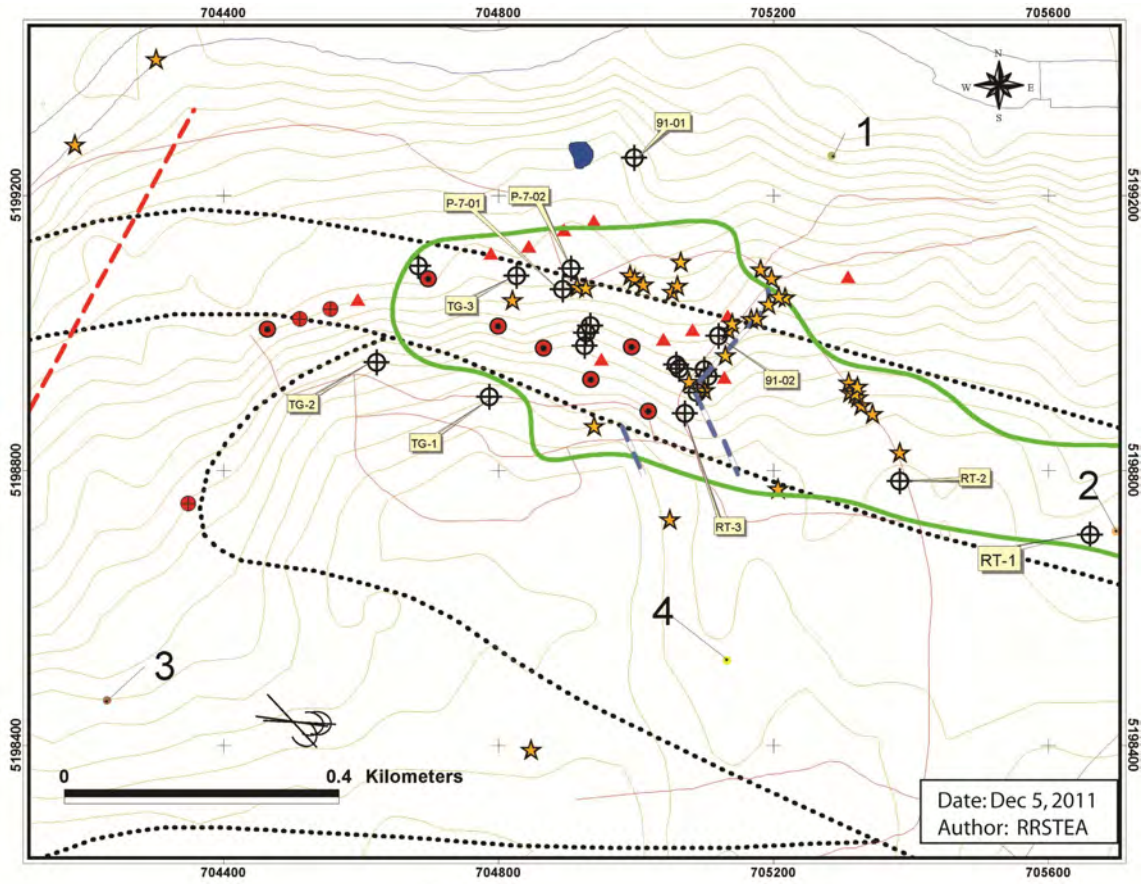 704400 704800 705200 705600
N
W E
S
91-01
1
5199200
5199200
P-7-02
P-7-01
TG-3
91-02
TG-2
TG-1
5198800
5198800
RT-2
2
RT-3
RT-1
4
3
5198400
5198400
0 0.4 Kilometers
Date: Dec 5, 2011
Author: RRSTEA
704400 704800 705200 705600